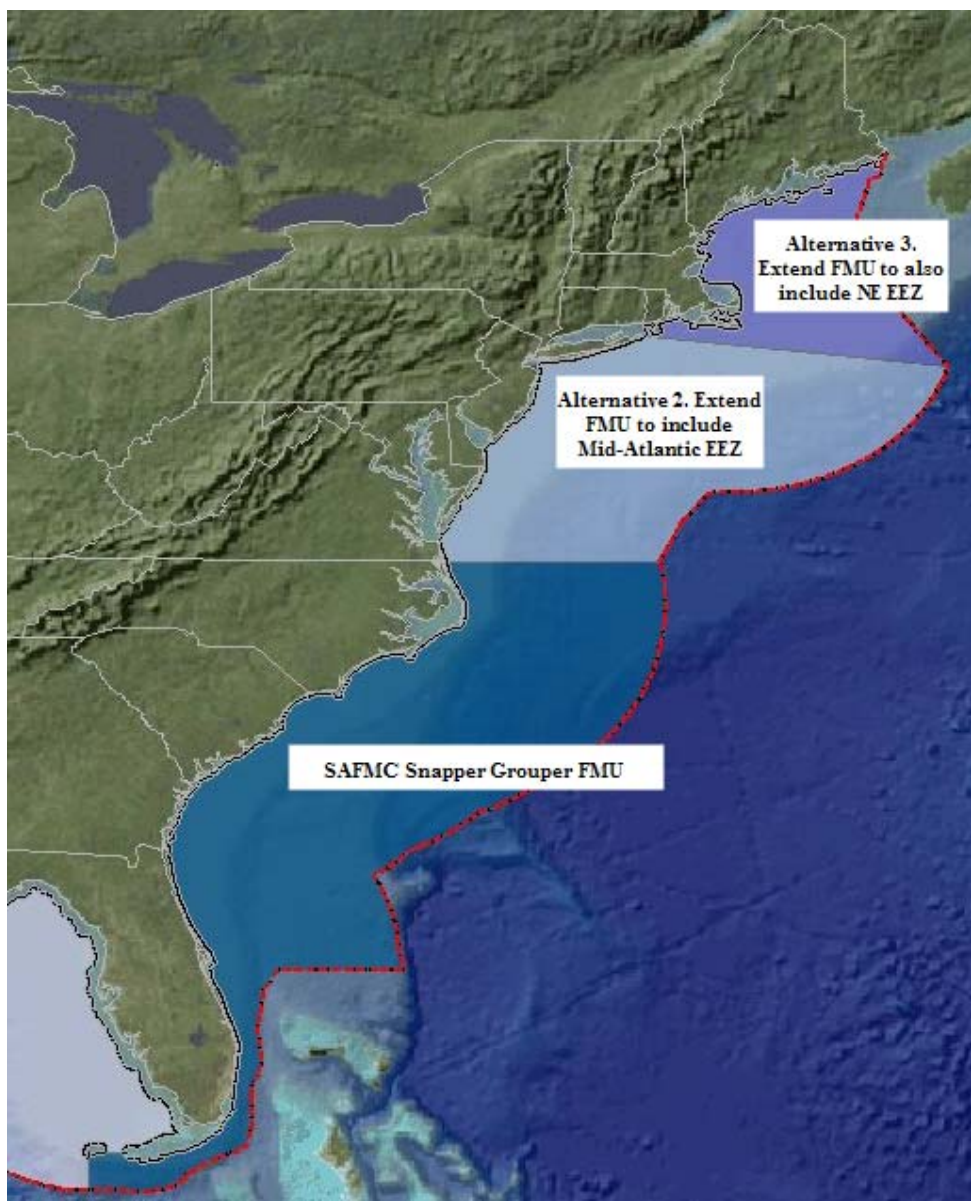 Alternative 3.
Extend FMU to also
include NE EEZ
Alternative 2. Extend
FMU to include
Mid-Atlantic EEZ
SAFMC Snapper Grouper FMU